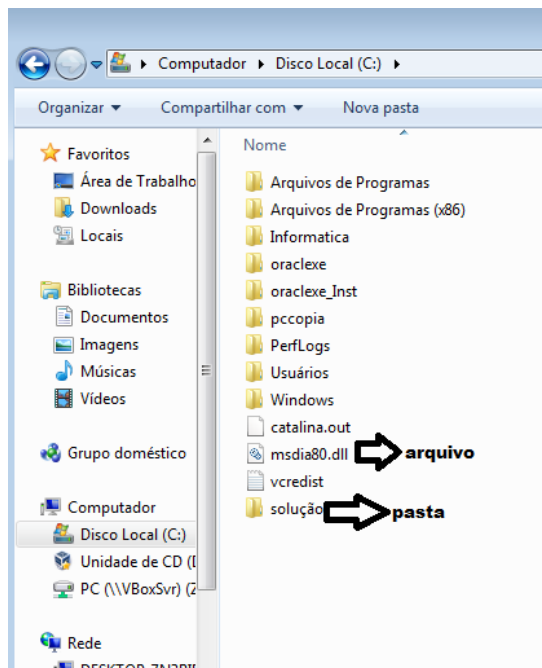 Computador Disco Local (C:)
Organizar Compartilhar com Nova pasta
Favoritos
Área de Trabalho
Downloads
Locais
Bibliotecas
Documentos
Imagens
Músicas
Vídeos
Grupo doméstico
Computador
Disco Local (C:)
Unidade de CD (
PC (\\VBoxSvr) (Z
Rede
Nome
Arquivos de Programas
Arquivos de Programas (x86)
Informatica
oraclexe
oraclexe_Inst
pccopia
PerfLogs
Usuários
Windows
catalina.out
msdia80.dll arquivo
vcredist
solução pasta